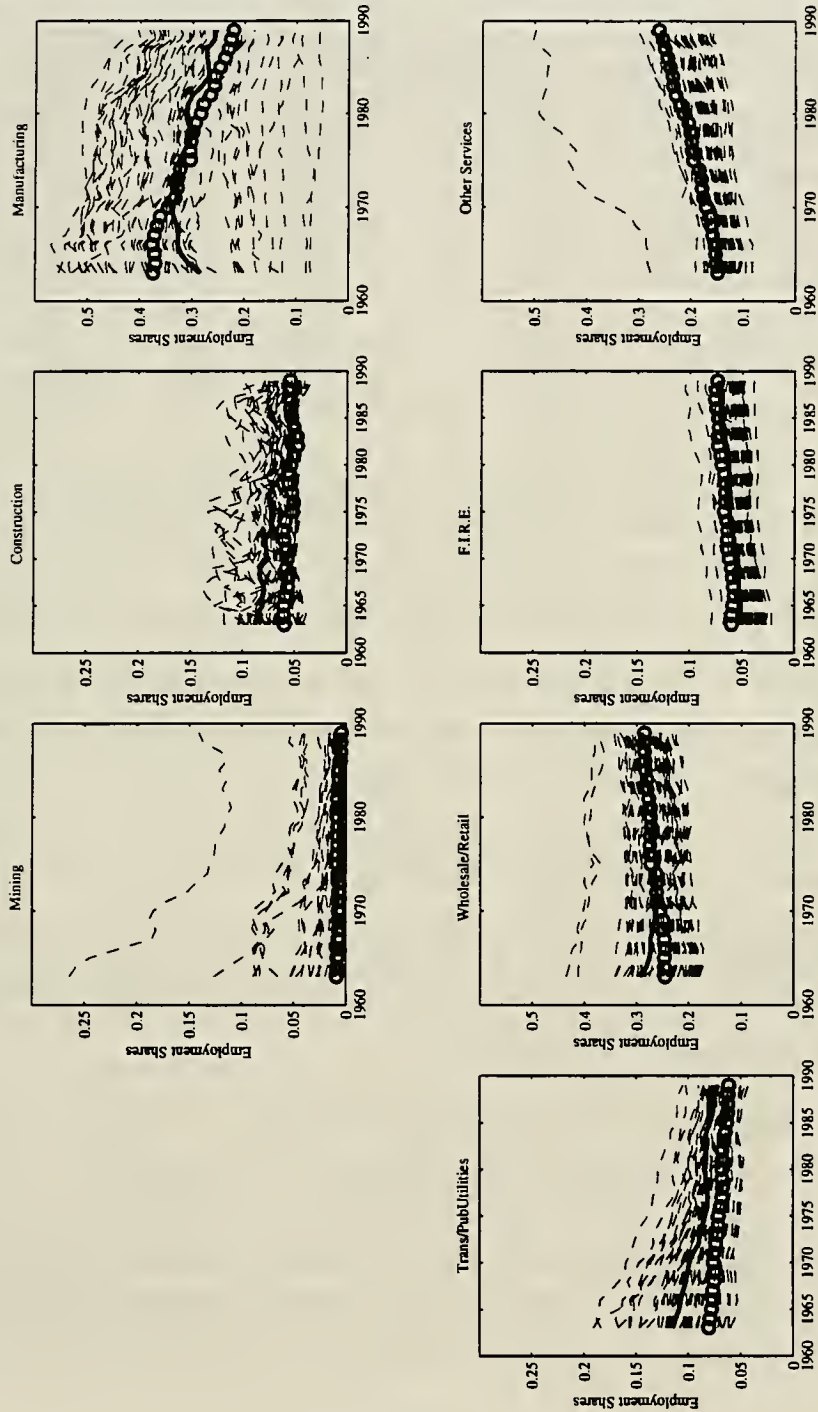 Mining
Employment Shares
0.25
0.2
0.15
0.1
0.05
0
1960 1970 1980 1990
Construction
Employment Shares
0.25
0.2
0.15
0.1
0.05
0
1960 1965 1970 1975 1980 1985 1990
Manufacturing
Employment Shares
0.5
0.4
0.3
0.2
0.1
0
1960 1970 1980 1990
Trans/PubUtilities
Employment Shares
0.25
0.2
0.15
0.1
0.05
0
1960 1965 1970 1975 1980 1985 1990
Wholesale/Retail
Employment Shares
0.5
0.4
0.3
0.2
0.1
0
1960 1970 1980 1990
F.I.R.E.
Employment Shares
0.25
0.2
0.15
0.1
0.05
0
1960 1965 1970 1975 1980 1985 1990
Other Services
Employment Shares
0.5
0.4
0.3
0.2
0.1
0
1960 1970 1980 1990